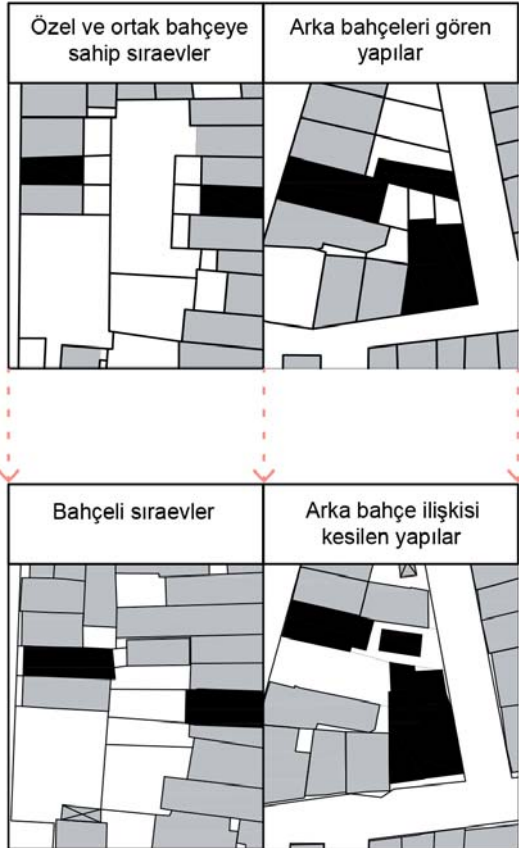 Özel ve ortak bahçeye
sahip sıraevler
Arka bahçeleri gören
yapılar
Bahçeli sıraevler
Arka bahçe ilişkisi
kesilen yapılar